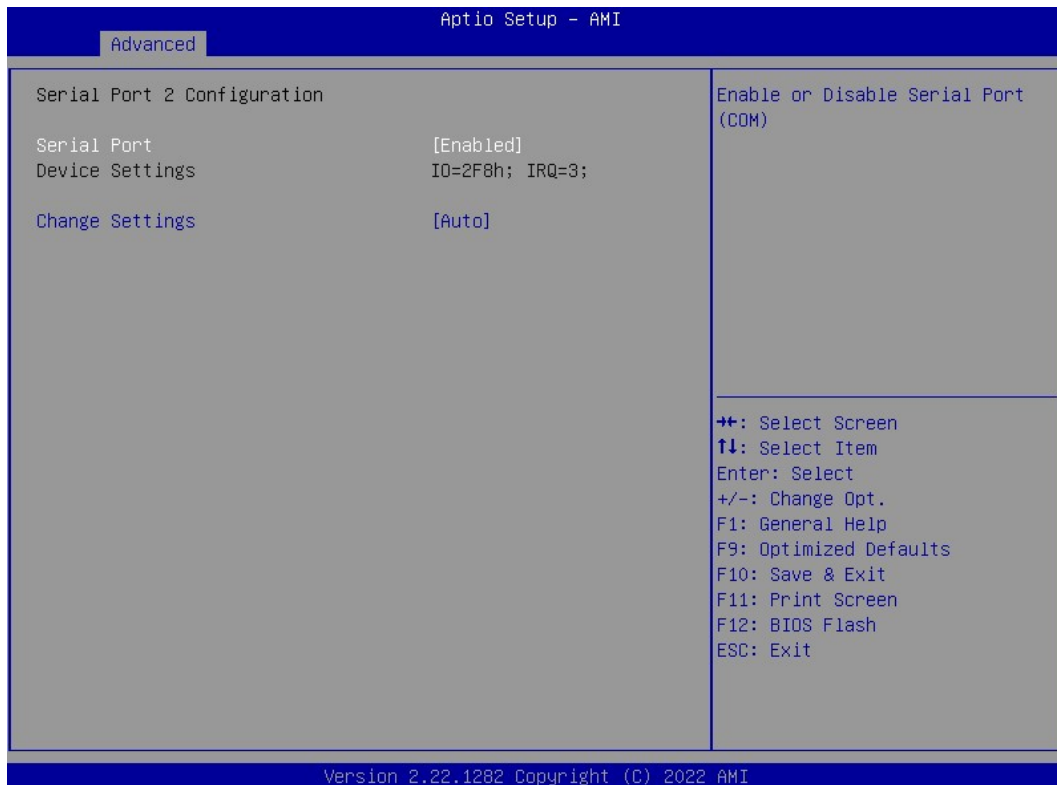 Aptio Setup – AMI
Advanced
Serial Port 2 Configuration
Serial Port [Enabled]
Device Settings IO=2F8h; IRQ=3;
Change Settings [Auto]
Enable or Disable Serial Port
(COM)
→←: Select Screen
↑↓: Select Item
Enter: Select
+/-: Change Opt.
F1: General Help
F9: Optimized Defaults
F10: Save & Exit
F11: Print Screen
F12: BIOS Flash
ESC: Exit
Version 2.22.1282 Copyright (C) 2022 AMI